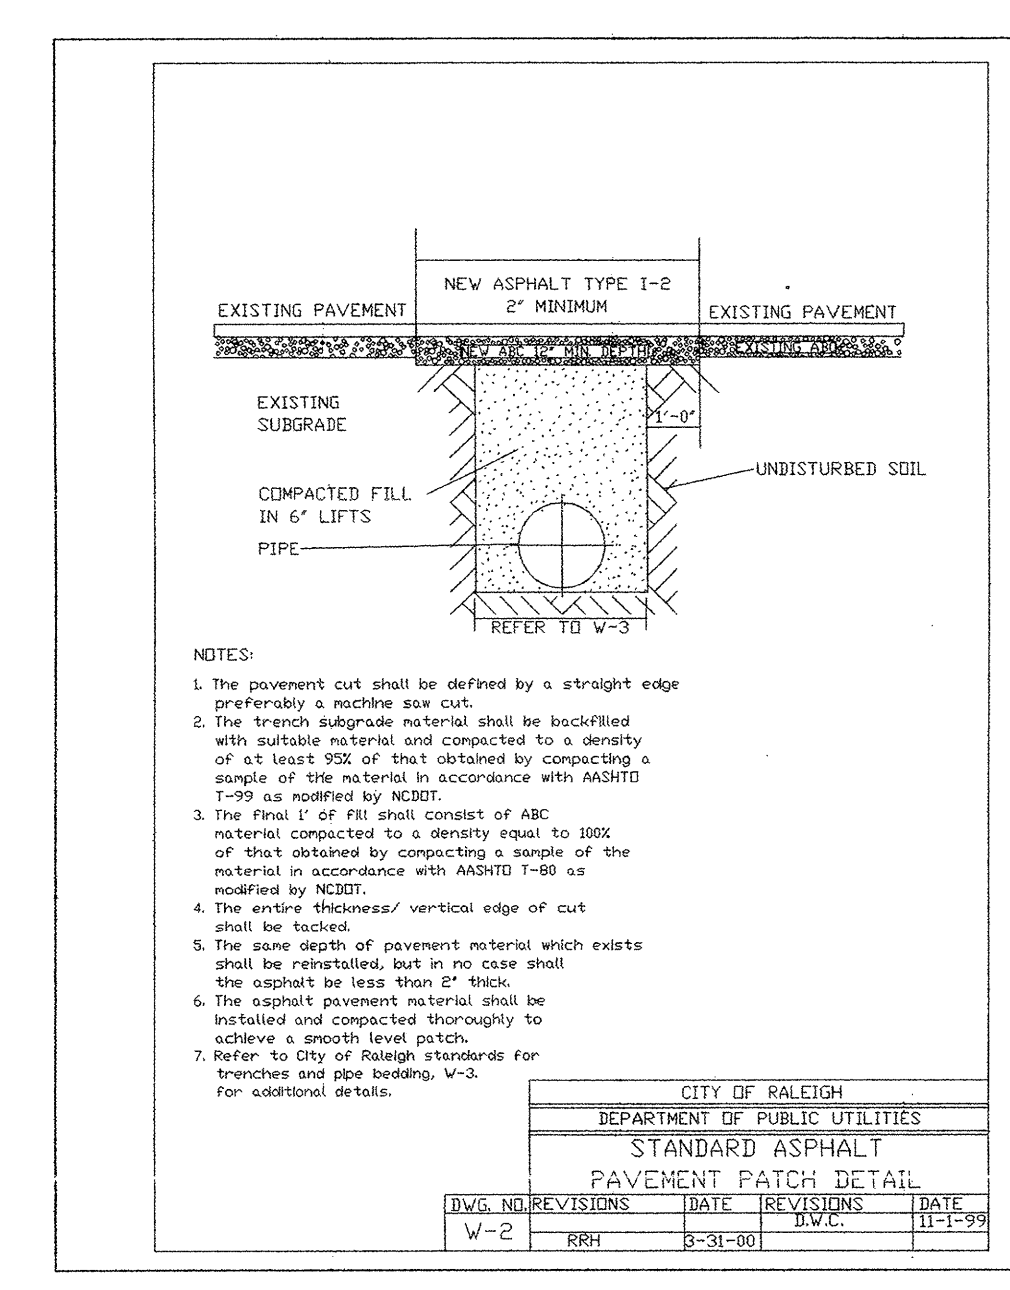 NEW ASPHALT TYPE I-2
2" MINIMUM
EXISTING PAVEMENT
EXISTING PAVEMENT
NEW ABC 12" MIN. DEPTH
EXISTING ABC
EXISTING
SUBGRADE
1'-0"
UNDISTURBED SOIL
COMPACTED FILL
IN 6" LIFTS
PIPE
REFER TO W-3
NOTES:
1. The pavement cut shall be defined by a straight edge
preferably a machine saw cut.
2. The trench subgrade material shall be backfilled
with suitable material and compacted to a density
of at least 95% of that obtained by compacting a
sample of the material in accordance with AASHTO
T-99 as modified by NCDOT.
3. The final 1' of fill shall consist of ABC
material compacted to a density equal to 100%
of that obtained by compacting a sample of the
material in accordance with AASHTO T-80 as
modified by NCDOT.
4. The entire thickness/ vertical edge of cut
shall be tacked.
5. The same depth of pavement material which exists
shall be reinstalled, but in no case shall
the asphalt be less than 2" thick.
6. The asphalt pavement material shall be
installed and compacted thoroughly to
achieve a smooth level patch.
7. Refer to City of Raleigh standards for
trenches and pipe bedding, W-3.
for additional details.
CITY OF RALEIGH
DEPARTMENT OF PUBLIC UTILITIES
STANDARD ASPHALT
PAVEMENT PATCH DETAIL
DWG. NO. REVISIONS DATE REVISIONS DATE
D.W.C. 11-1-99
W-2
RRH 3-31-00